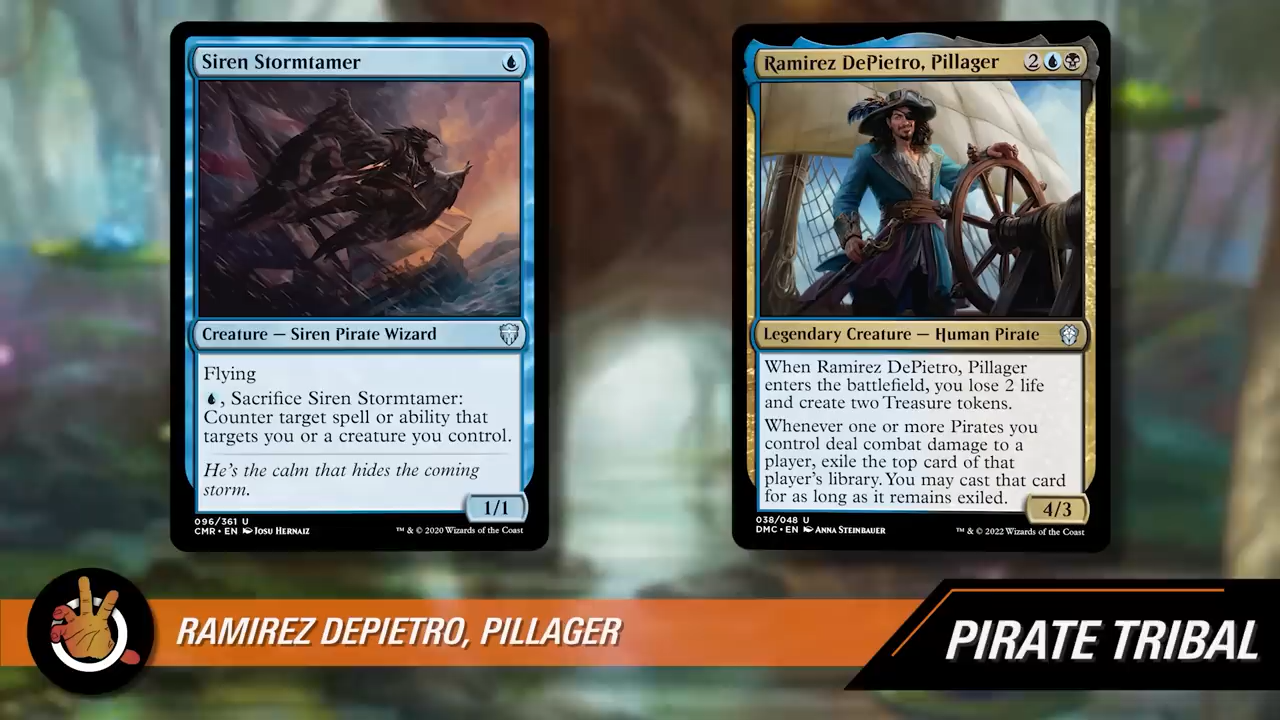 Siren Stormtamer
Creature — Siren Pirate Wizard
Flying
, Sacrifice Siren Stormtamer:
Counter target spell or ability that
targets you or a creature you control.
He's the calm that hides the coming
storm.
1/1
096/361 U
CMR • EN Josu Hernaiz
™ & © 2020 Wizards of the Coast
Ramirez DePietro, Pillager 2
Legendary Creature — Human Pirate
When Ramirez DePietro, Pillager
enters the battlefield, you lose 2 life
and create two Treasure tokens.
Whenever one or more Pirates you
control deal combat damage to a
player, exile the top card of that
player's library. You may cast that card
for as long as it remains exiled.
4/3
038/048 U
DMC • EN Anna Steinbauer
™ & © 2022 Wizards of the Coast
RAMIREZ DEPIETRO, PILLAGER
PIRATE TRIBAL